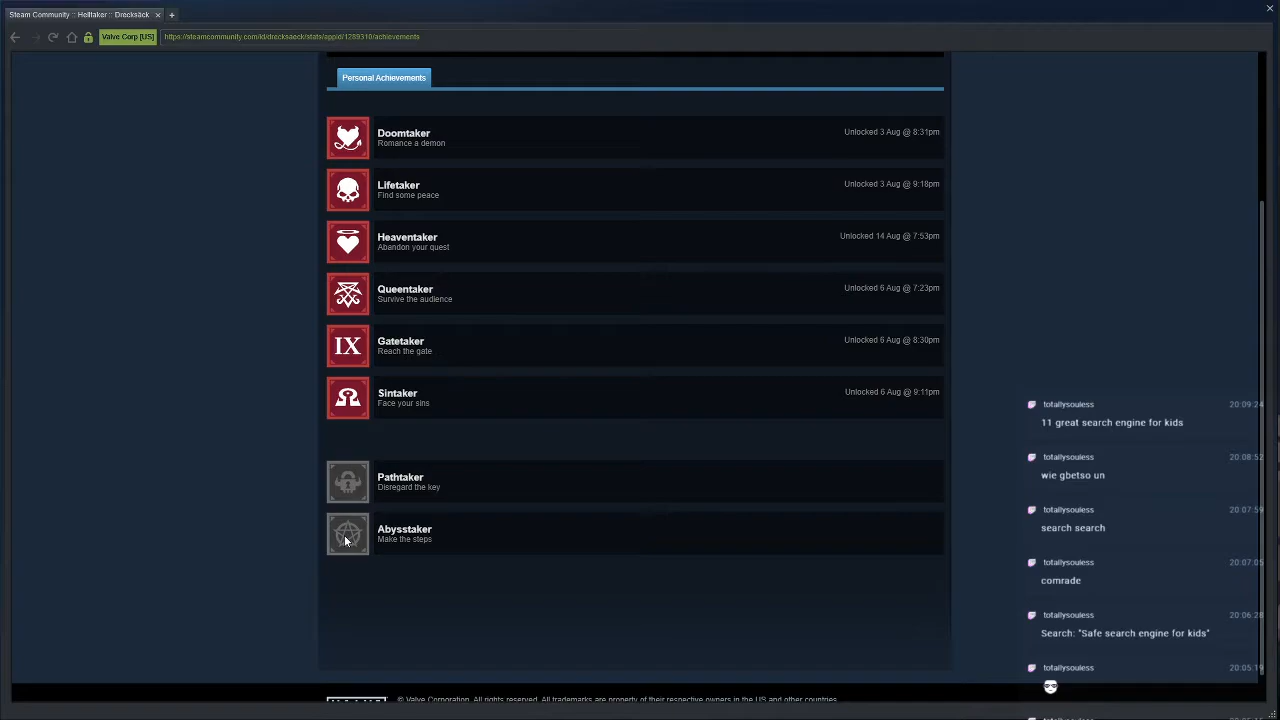 Steam Community :: Helltaker :: Drecksäck
Valve Corp [US]
https://steamcommunity.com/id/drecksaeck/stats/appid/1289310/achievements
Personal Achievements
Doomtaker
Romance a demon
Unlocked 3 Aug @ 8:31pm
Lifetaker
Find some peace
Unlocked 3 Aug @ 9:18pm
Heaventaker
Abandon your quest
Unlocked 14 Aug @ 7:53pm
Queentaker
Survive the audience
Unlocked 6 Aug @ 7:23pm
IX
Gatetaker
Reach the gate
Unlocked 6 Aug @ 8:30pm
Sintaker
Face your sins
Unlocked 6 Aug @ 9:11pm
Pathtaker
Disregard the key
Abysstaker
Make the steps
totallysouless 20:09:24
11 great search engine for kids
totallysouless 20:08:52
wie gbetso un
totallysouless 20:07:59
search search
totallysouless 20:07:05
comrade
totallysouless 20:06:28
Search: "Safe search engine for kids"
totallysouless 20:05:19
© Valve Corporation. All rights reserved. All trademarks are property of their respective owners in the US and other countries.